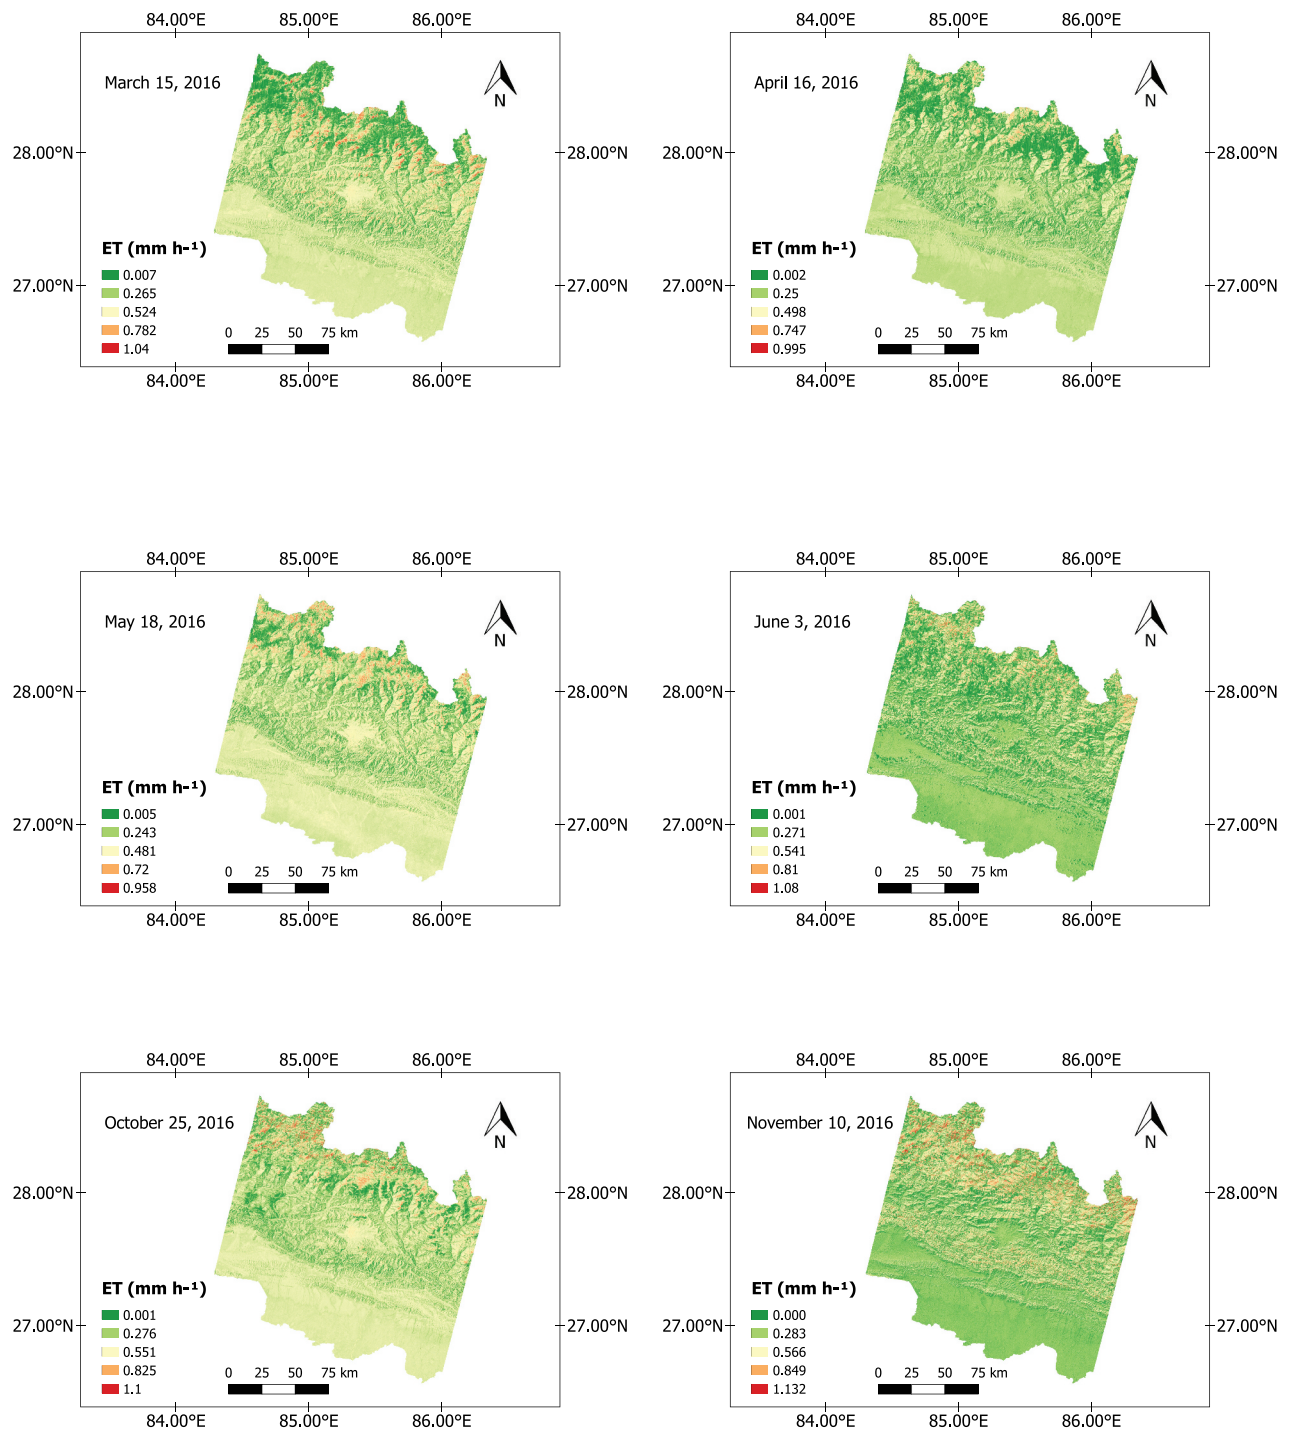 84.00°E 85.00°E 86.00°E
March 15, 2016
N
28.00°N 28.00°N
ET (mm h-¹)
0.007
0.265
0.524
0.782
1.04
27.00°N 27.00°N
0 25 50 75 km
84.00°E 85.00°E 86.00°E
84.00°E 85.00°E 86.00°E
April 16, 2016
N
28.00°N
ET (mm h-¹)
0.002
0.25
0.498
0.747
0.995
27.00°N
0 25 50 75 km
84.00°E 85.00°E 86.00°E
84.00°E 85.00°E 86.00°E
May 18, 2016
N
28.00°N 28.00°N
ET (mm h-¹)
0.005
0.243
0.481
0.72
0.958
27.00°N 27.00°N
0 25 50 75 km
84.00°E 85.00°E 86.00°E
84.00°E 85.00°E 86.00°E
June 3, 2016
N
28.00°N
ET (mm h-¹)
0.001
0.271
0.541
0.81
1.08
27.00°N
0 25 50 75 km
84.00°E 85.00°E 86.00°E
84.00°E 85.00°E 86.00°E
October 25, 2016
N
28.00°N 28.00°N
ET (mm h-¹)
0.001
0.276
0.551
0.825
1.1
27.00°N 27.00°N
0 25 50 75 km
84.00°E 85.00°E 86.00°E
84.00°E 85.00°E 86.00°E
November 10, 2016
N
28.00°N
ET (mm h-¹)
0.000
0.283
0.566
0.849
1.132
27.00°N
0 25 50 75 km
84.00°E 85.00°E 86.00°E